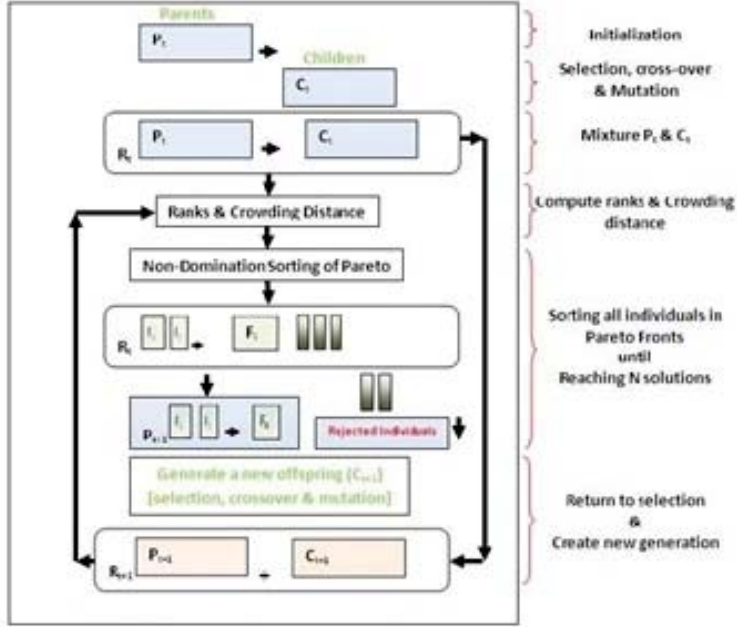 Parents
Pₜ
Initialization
Children
Cₜ
Selection, cross-over
& Mutation
Rₜ
Pₜ
Cₜ
Mixture Pₜ & Cₜ
Ranks & Crowding Distance
Compute ranks & Crowding
distance
Non-Domination Sorting of Pareto
Rₜ
Sorting all individuals in
Pareto Fronts
until
Reaching N solutions
Pₜ₊₁
Rejected Individuals
Generate a new offspring (Cₜ₊₁)
[selection, crossover & mutation]
Return to selection
&
Create new generation
Rₜ₊₁
Pₜ₊₁
+
Cₜ₊₁